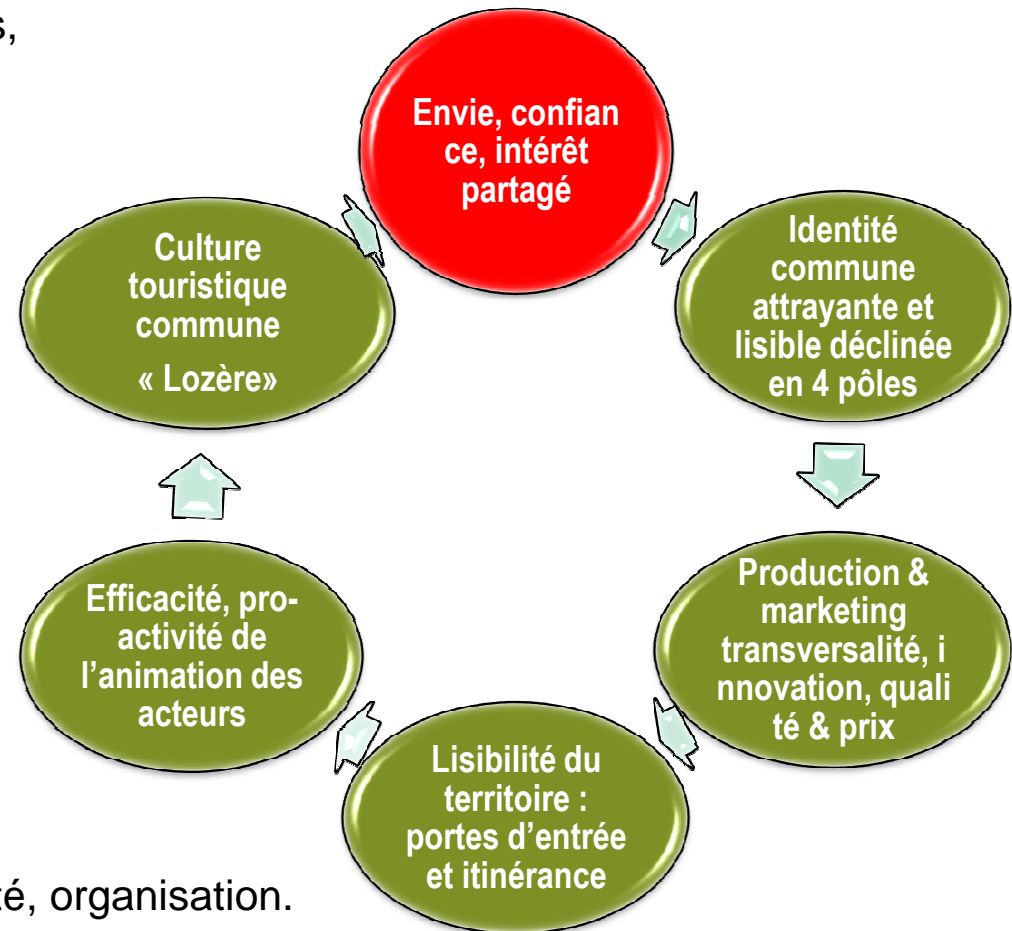 s,
Envie, confian
ce, intérêt
partagé
Identité
commune
attrayante et
lisible déclinée
en 4 pôles
Production &
marketing
transversalité, i
nnovation, quali
té & prix
Lisibilité du
territoire :
portes d’entrée
et itinérance
Efficacité, pro-
activité de
l’animation des
acteurs
Culture
touristique
commune
« Lozère»
té, organisation.